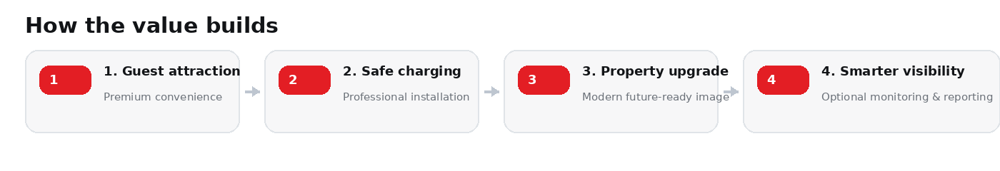 How the value builds
1
1. Guest attraction
Premium convenience
2
2. Safe charging
Professional installation
3
3. Property upgrade
Modern future-ready image
4
4. Smarter visibility
Optional monitoring & reporting